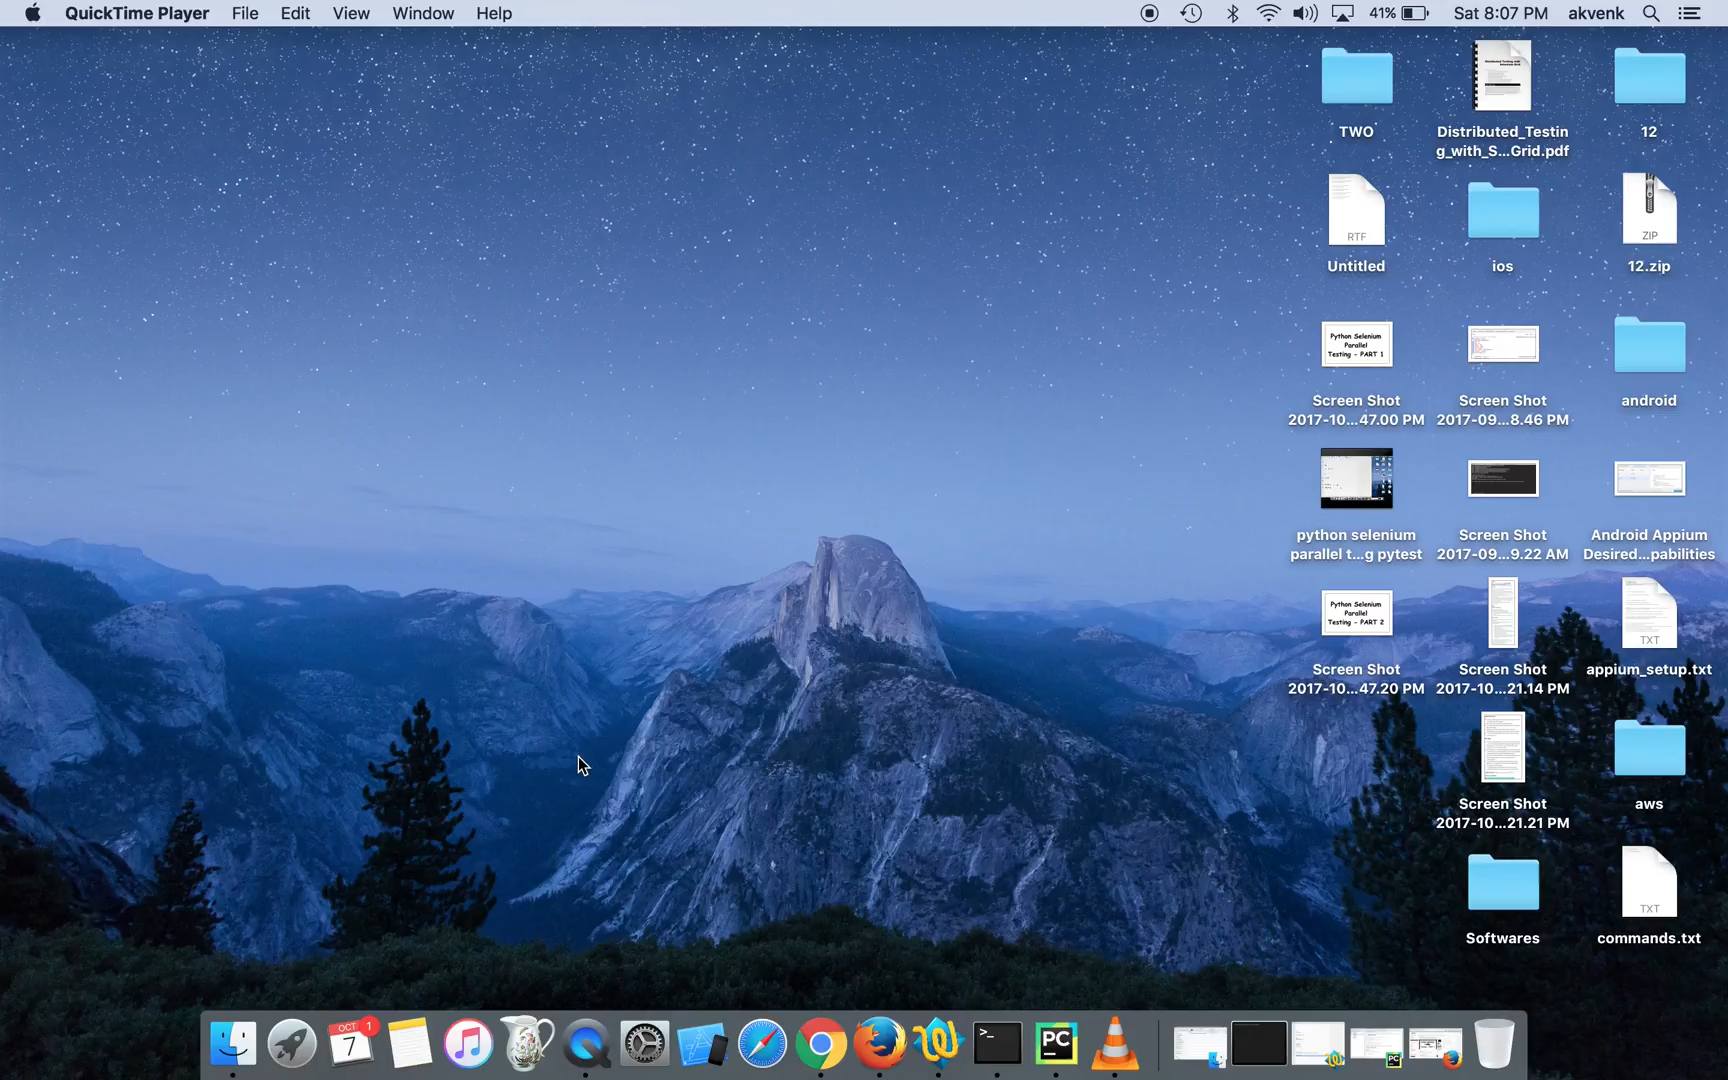 QuickTime Player File Edit View Window Help 41% Sat 8:07 PM akvenk
TWO
Distributed_Testin
g_with_S...Grid.pdf
12
RTF
Untitled
ios
ZIP
12.zip
Python Selenium
Parallel
Testing - PART 1
Screen Shot
2017-10...47.00 PM
Screen Shot
2017-09...8.46 PM
android
python selenium
parallel t...g pytest
Screen Shot
2017-09...9.22 AM
Android Appium
Desired...pabilities
Python Selenium
Parallel
Testing - PART 2
Screen Shot
2017-10...47.20 PM
Screen Shot
2017-10...21.14 PM
TXT
appium_setup.txt
Screen Shot
2017-10...21.21 PM
aws
Softwares
TXT
commands.txt
OCT
1
7
>_
PC
PC